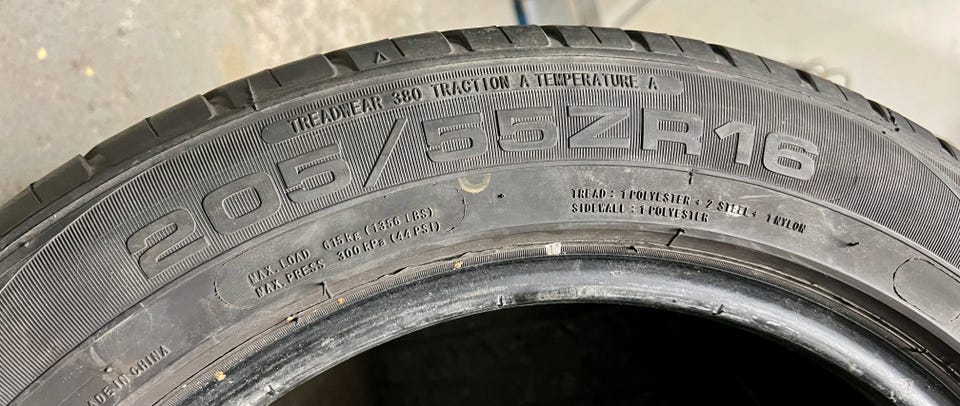 TREADWEAR 380 TRACTION A TEMPERATURE A
205/55ZR16
MAX. LOAD 615kg (1356 LBS)
MAX. PRESS 300 kPa (44 PSI)
TREAD : 1 POLYESTER + 2 STEEL + 1 NYLON
SIDEWALL : 1 POLYESTER
MADE IN CHINA